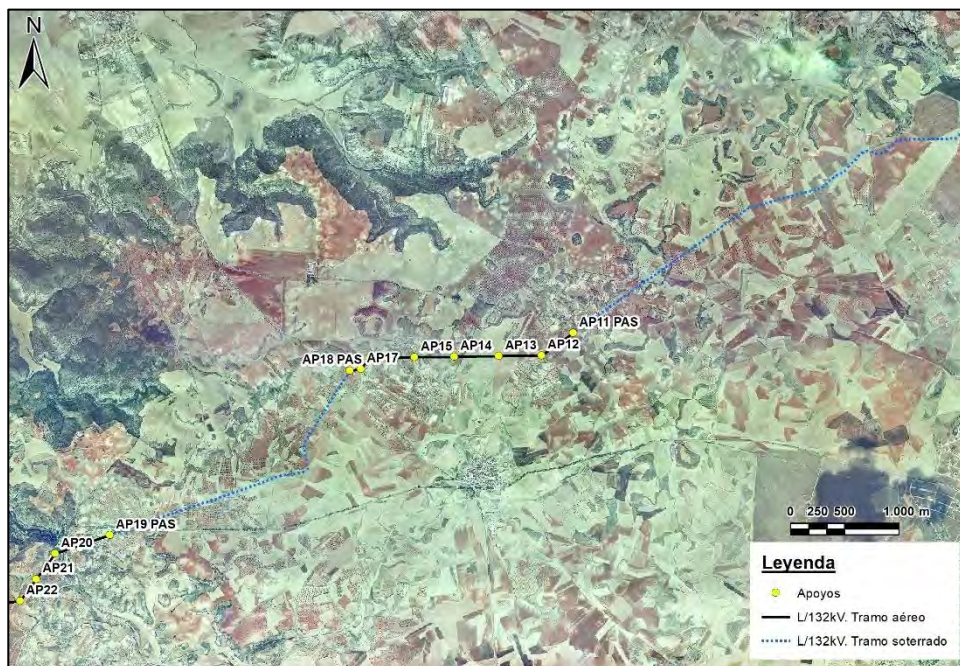 N
AP11 PAS
AP12
AP13
AP14
AP15
AP17
AP18 PAS
AP19 PAS
AP20
AP21
AP22
0 250 500 1.000 m
Leyenda
Apoyos
L/132kV. Tramo aéreo
L/132kV. Tramo soterrado